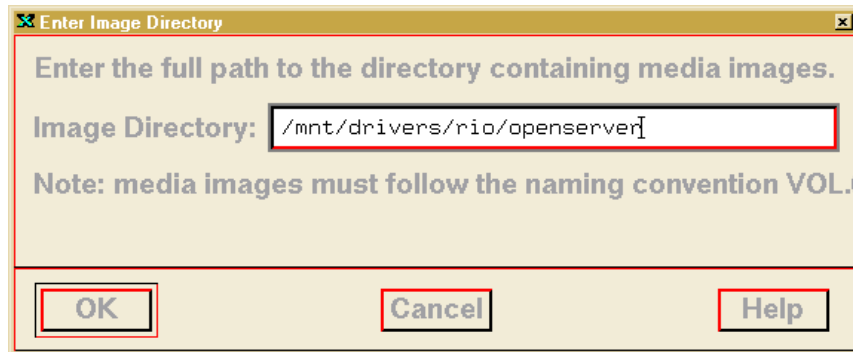 Enter Image Directory
Enter the full path to the directory containing media images.
Image Directory: /mnt/drivers/rio/openserver
Note: media images must follow the naming convention VOL.
OK Cancel Help